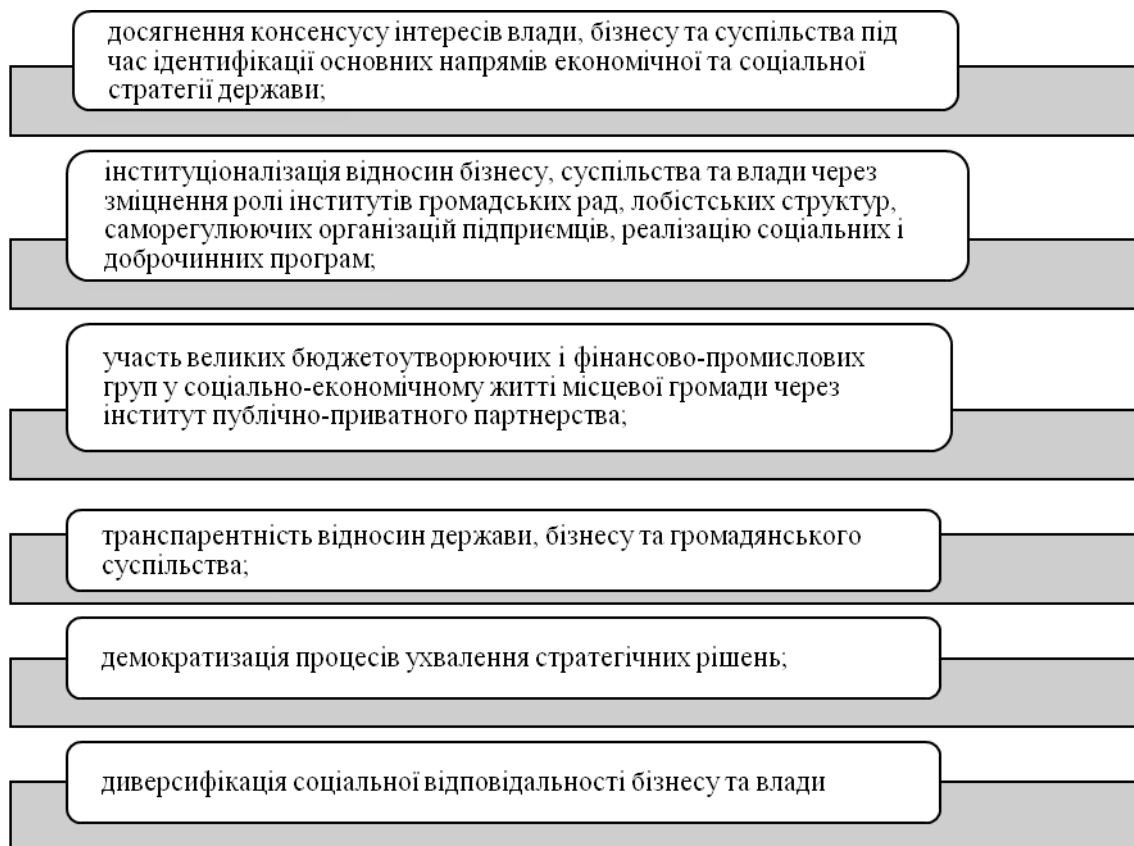 досягнення консенсусу інтересів влади, бізнесу та суспільства під
час ідентифікації основних напрямів економічної та соціальної
стратегії держави;
інституціоналізація відносин бізнесу, суспільства та влади через
зміцнення ролі інститутів громадських рад, лобістських структур,
саморегулюючих організацій підприємців, реалізацію соціальних і
доброчинних програм;
участь великих бюджетоутворюючих і фінансово-промислових
груп у соціально-економічному житті місцевої громади через
інститут публічно-приватного партнерства;
транспарентність відносин держави, бізнесу та громадянського
суспільства;
демократизація процесів ухвалення стратегічних рішень;
диверсифікація соціальної відповідальності бізнесу та влади